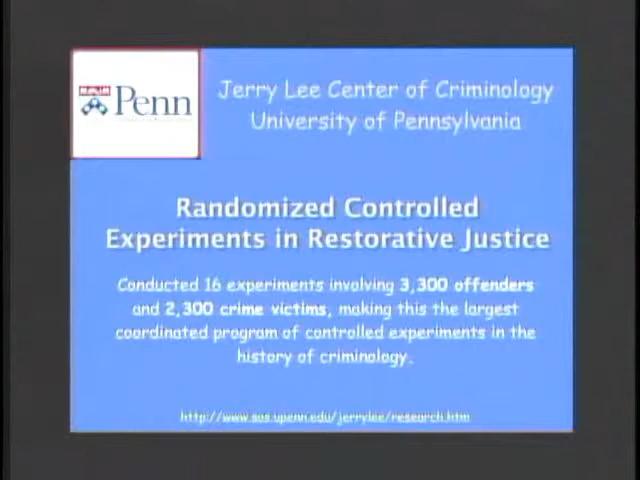 Penn
Jerry Lee Center of Criminology
University of Pennsylvania
Randomized Controlled
Experiments in Restorative Justice
Conducted 16 experiments involving 3,300 offenders
and 2,300 crime victims, making this the largest
coordinated program of controlled experiments in the
history of criminology.
http://www.sas.upenn.edu/jerrylee/research.htm